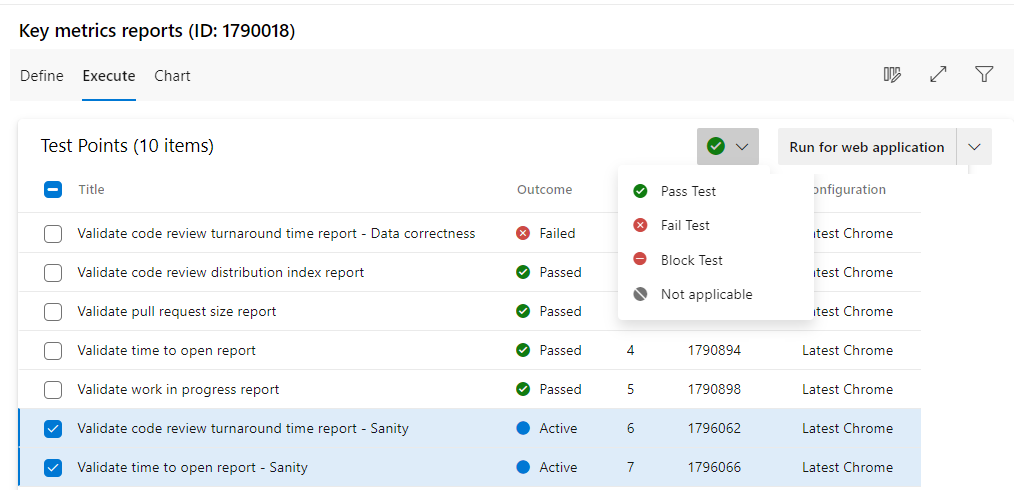 Key metrics reports (ID: 1790018)
Define Execute Chart
Test Points (10 items) Run for web application
Title Outcome onfiguration
Pass Test
Validate code review turnaround time report - Data correctness Failed Fail Test test Chrome
Validate code review distribution index report Passed Block Test test Chrome
Not applicable
Validate pull request size report Passed test Chrome
Validate time to open report Passed 4 1790894 Latest Chrome
Validate work in progress report Passed 5 1790898 Latest Chrome
Validate code review turnaround time report - Sanity Active 6 1796062 Latest Chrome
Validate time to open report - Sanity Active 7 1796066 Latest Chrome